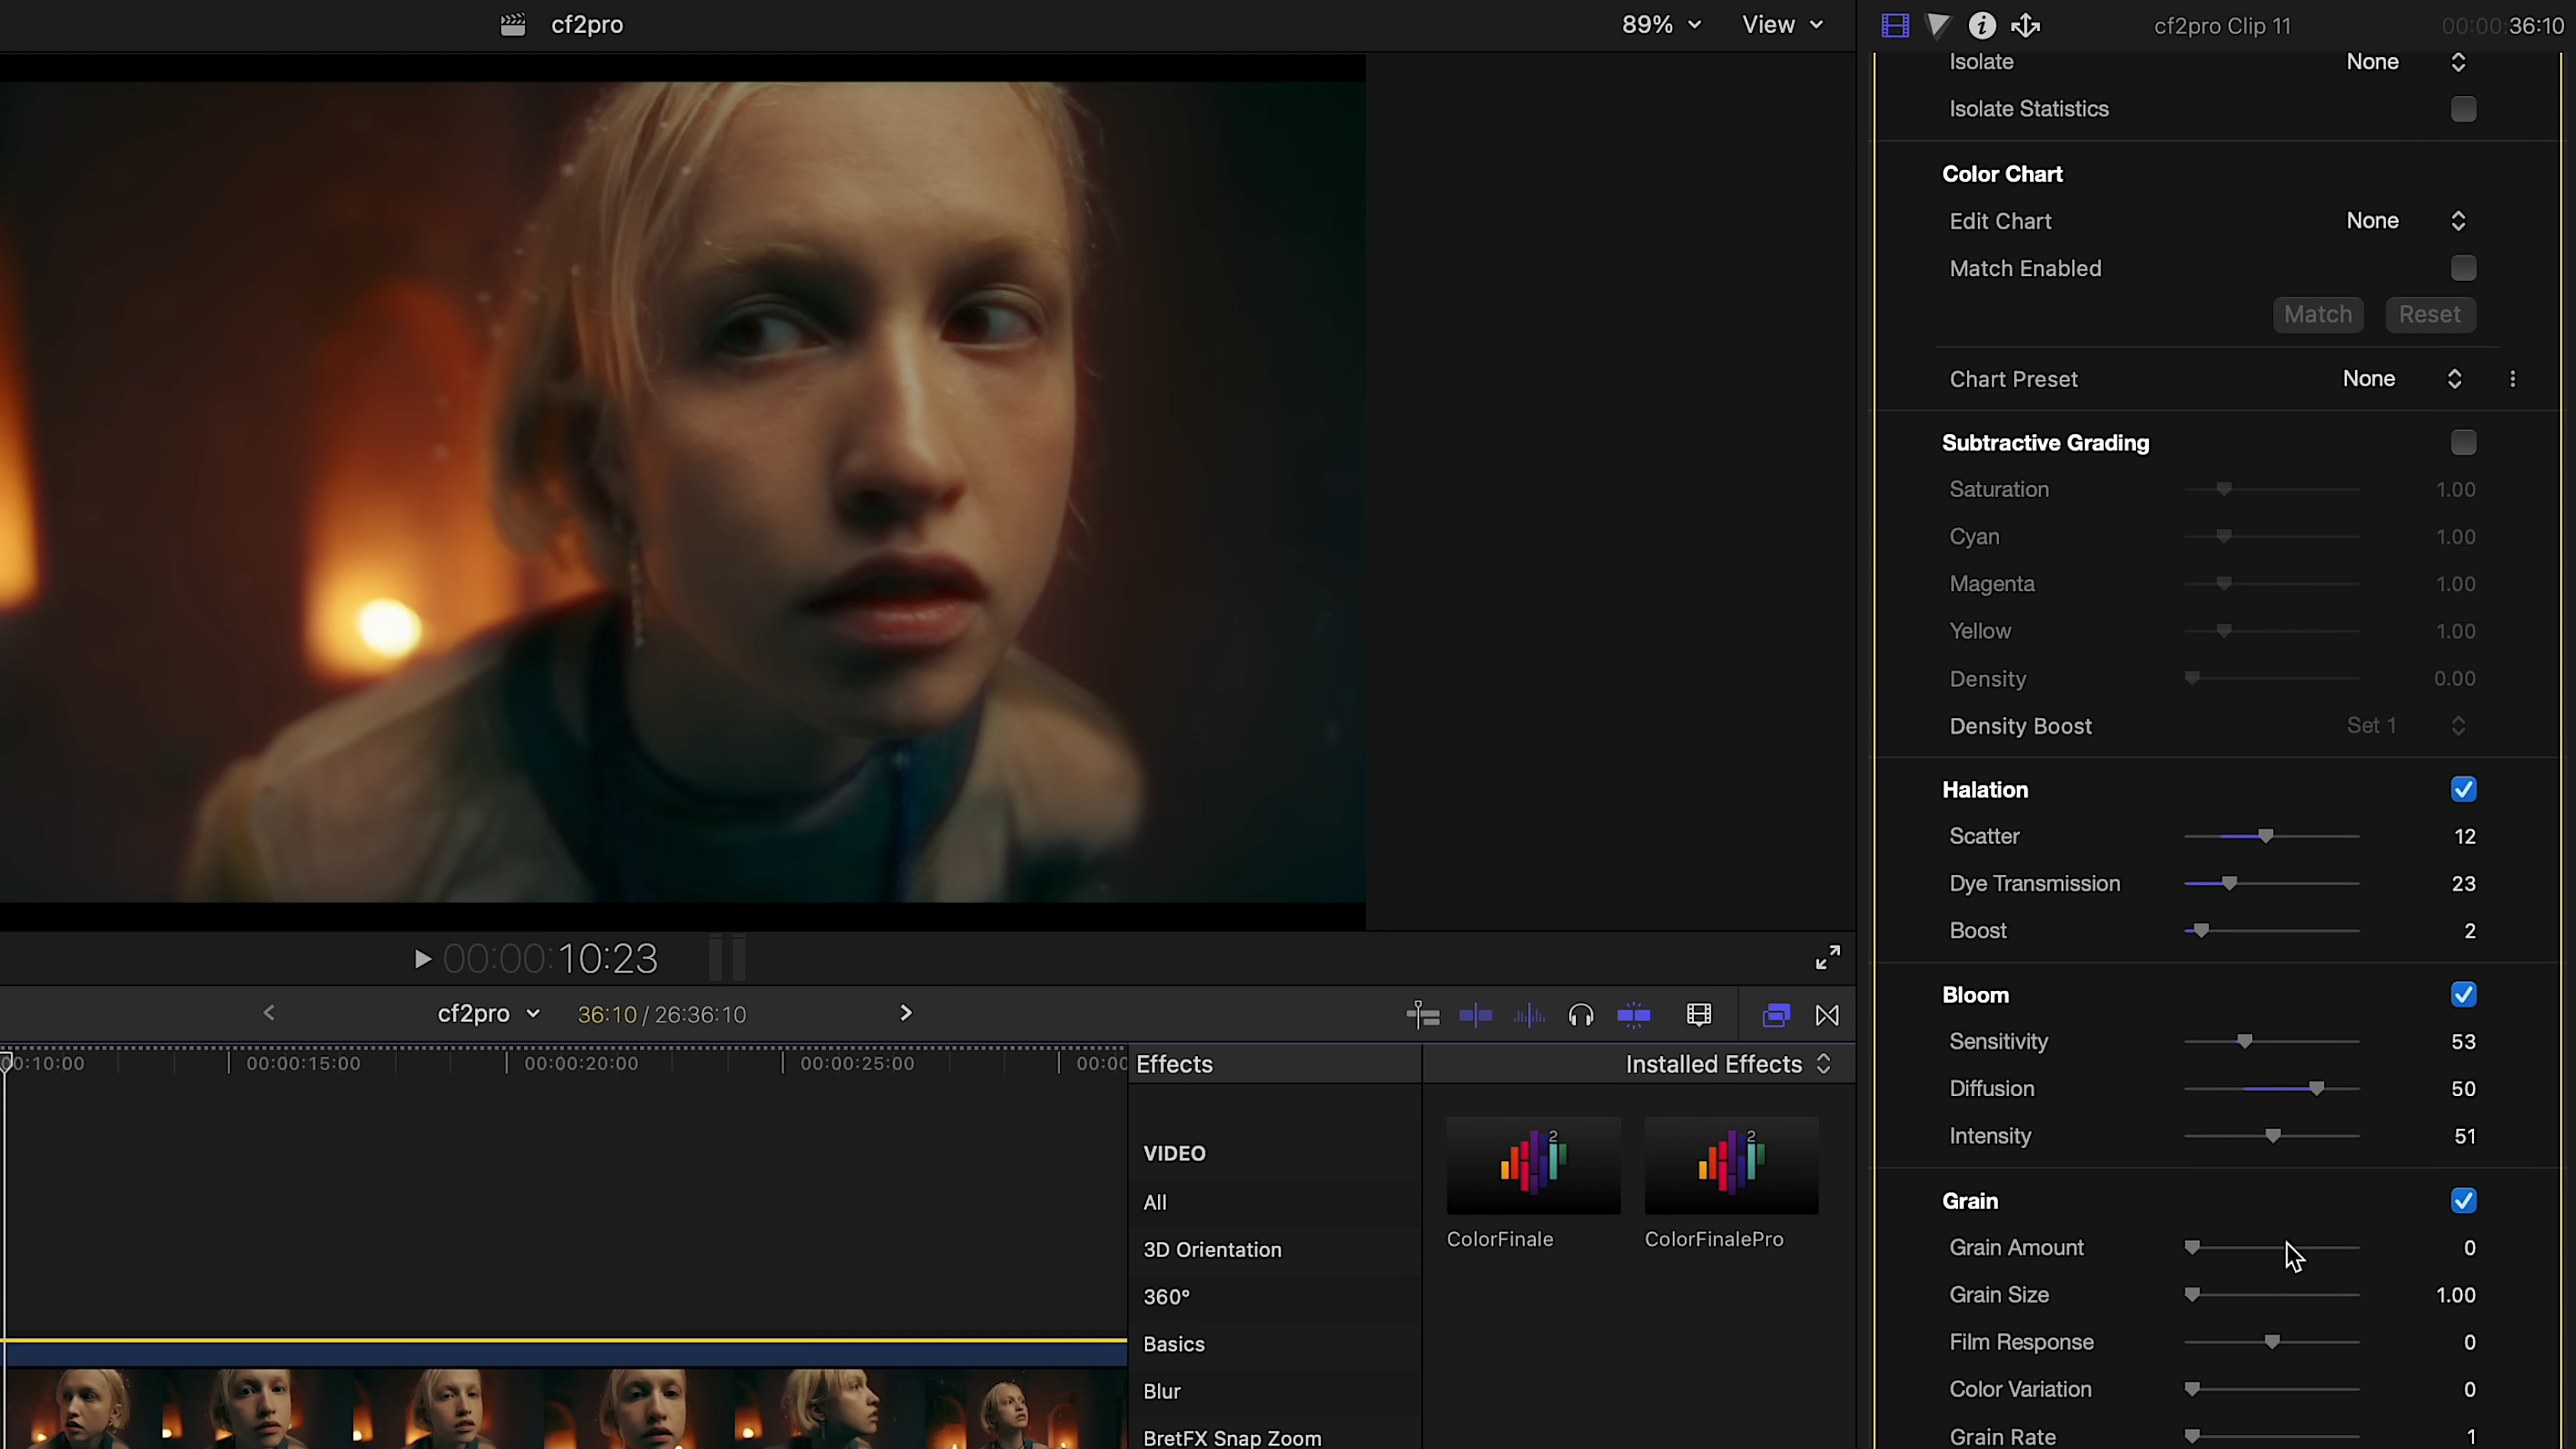 cf2pro
89%
View
cf2pro Clip 11
00:00:36:10
Isolate
None
Isolate Statistics
Color Chart
Edit Chart
None
Match Enabled
Match
Reset
Chart Preset
None
Subtractive Grading
Saturation
1.00
Cyan
1.00
Magenta
1.00
Yellow
1.00
Density
0.00
Density Boost
Set 1
Halation
Scatter
12
Dye Transmission
23
Boost
2
Bloom
Sensitivity
53
Diffusion
50
Intensity
51
Grain
Grain Amount
0
Grain Size
1.00
Film Response
0
Color Variation
0
Grain Rate
1
00:00:10:23
cf2pro
36:10 / 26:36:10
00:10:00
00:00:15:00
00:00:20:00
00:00:25:00
00:00
Effects
Installed Effects
VIDEO
All
3D Orientation
360°
Basics
Blur
BretFX Snap Zoom
2
ColorFinale
2
ColorFinalePro